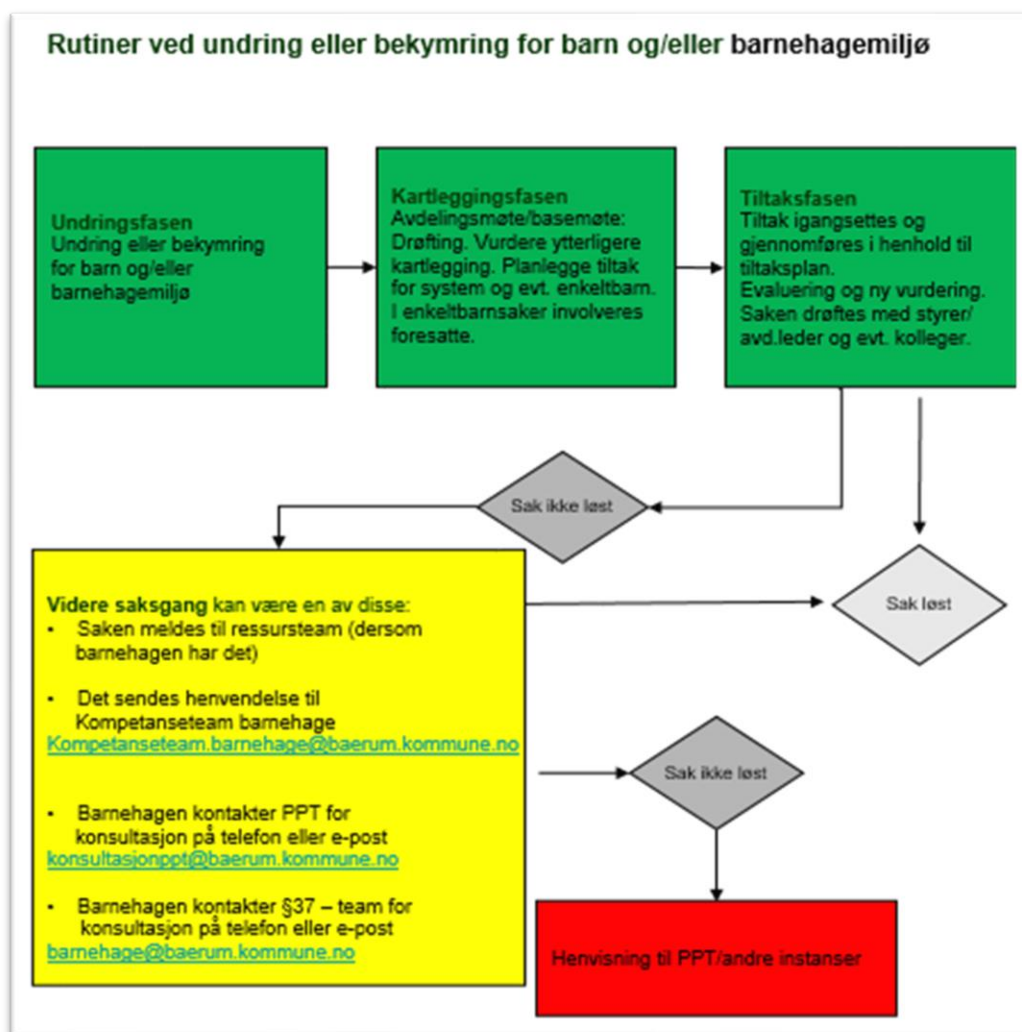 Rutiner ved undring eller bekymring for barn og/eller barnehagemiljø
Undringsfasen
Undring eller bekymring
for barn og/eller
barnehagemiljø
Kartleggingsfasen
Avdelingsmøte/basemøte:
Drøfting. Vurdere ytterligere
kartlegging. Planlegge tiltak
for system og evt. enkeltbarn.
I enkeltbarnsaker involveres
foresatte.
Tiltaksfasen
Tiltak igangsettes og
gjennomføres i henhold til
tiltaksplan.
Evaluering og ny vurdering.
Saken drøftes med styrer/
avd.leder og evt. kolleger.
Sak ikke løst
Sak løst
Videre saksgang kan være en av disse:
• Saken meldes til ressursteam (dersom
barnehagen har det)
• Det sendes henvendelse til
Kompetanseteam barnehage
Kompetanseteam.barnehage@baerum.kommune.no
• Barnehagen kontakter PPT for
konsultasjon på telefon eller e-post
konsultasjonppt@baerum.kommune.no
• Barnehagen kontakter §37 – team for
konsultasjon på telefon eller e-post
barnehage@baerum.kommune.no
Sak ikke løst
Henvisning til PPT/andre instanser